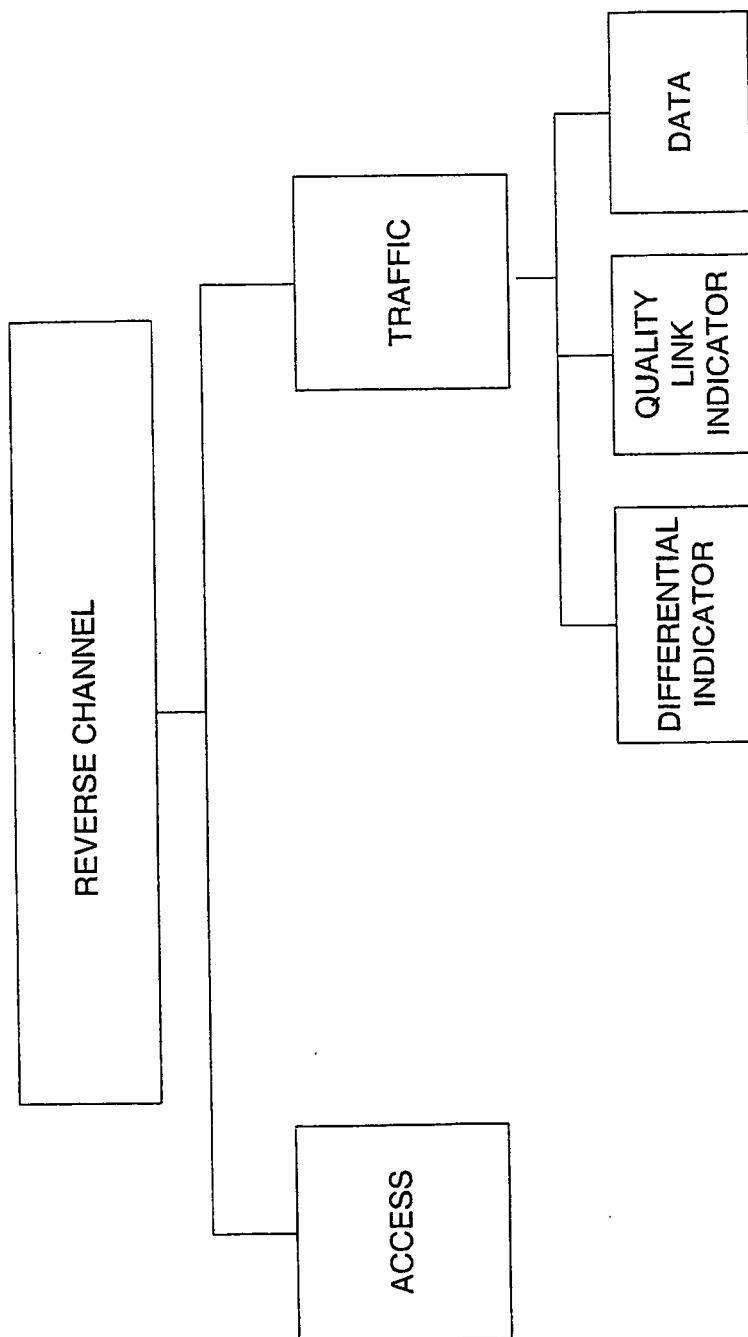 REVERSE CHANNEL
ACCESS
TRAFFIC
DIFFERENTIAL
INDICATOR
QUALITY
LINK
INDICATOR
DATA